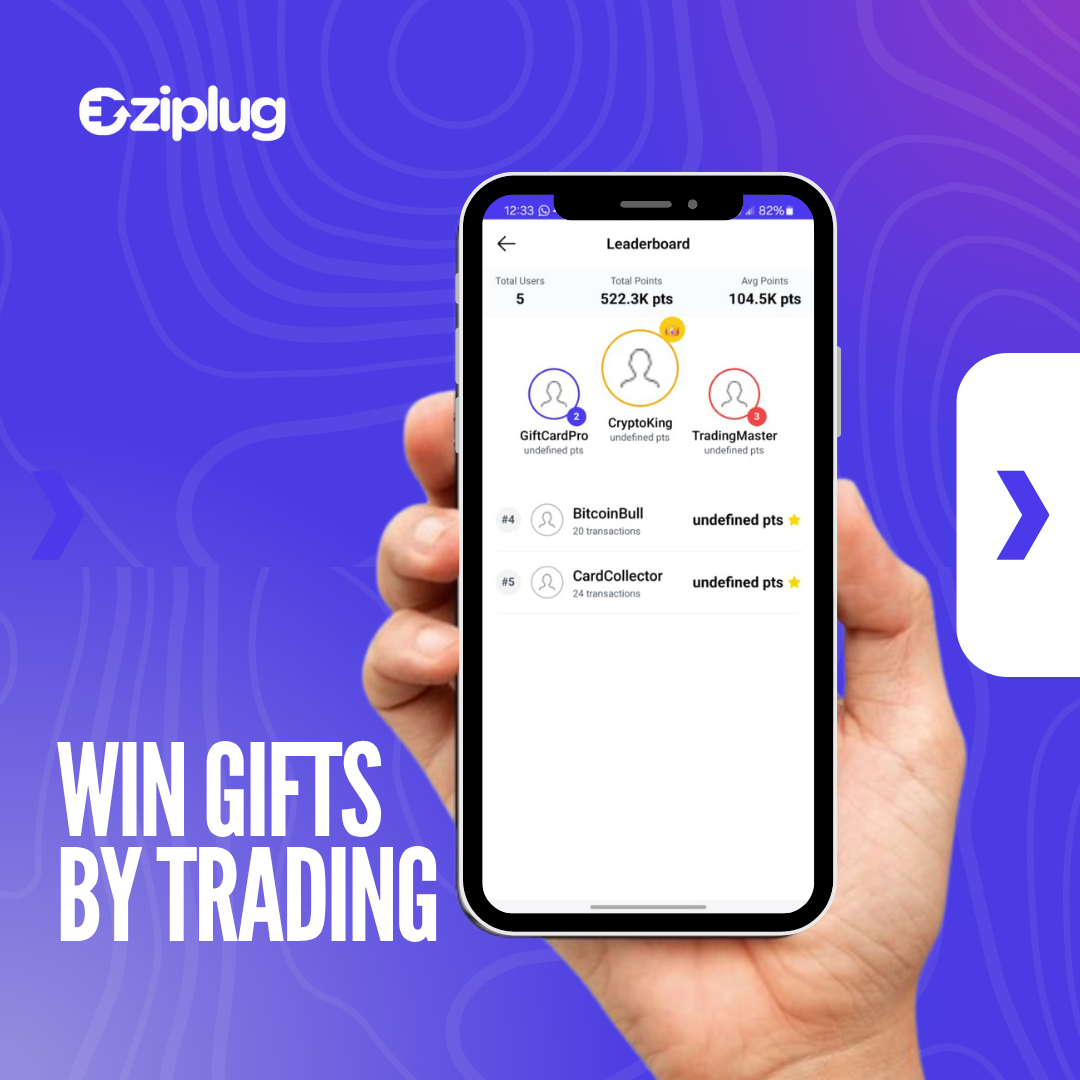 Eziplug
12:33 82%
Leaderboard
Total Users Total Points Avg Points
5 522.3K pts 104.5K pts
CryptoKing
undefined pts
2 3
GiftCardPro TradingMaster
undefined pts undefined pts
#4 BitcoinBull undefined pts
20 transactions
#5 CardCollector undefined pts
24 transactions
WIN GIFTS
BY TRADING